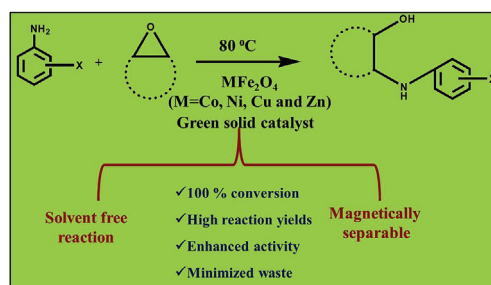 NH₂
X
+
O
80 ⁰C
MFe₂O₄
(M=Co, Ni, Cu and Zn)
Green solid catalyst
OH
N
H
X
Solvent free
reaction
✓100 % conversion
✓High reaction yields
✓Enhanced activity
✓Minimized waste
Magnetically
separable